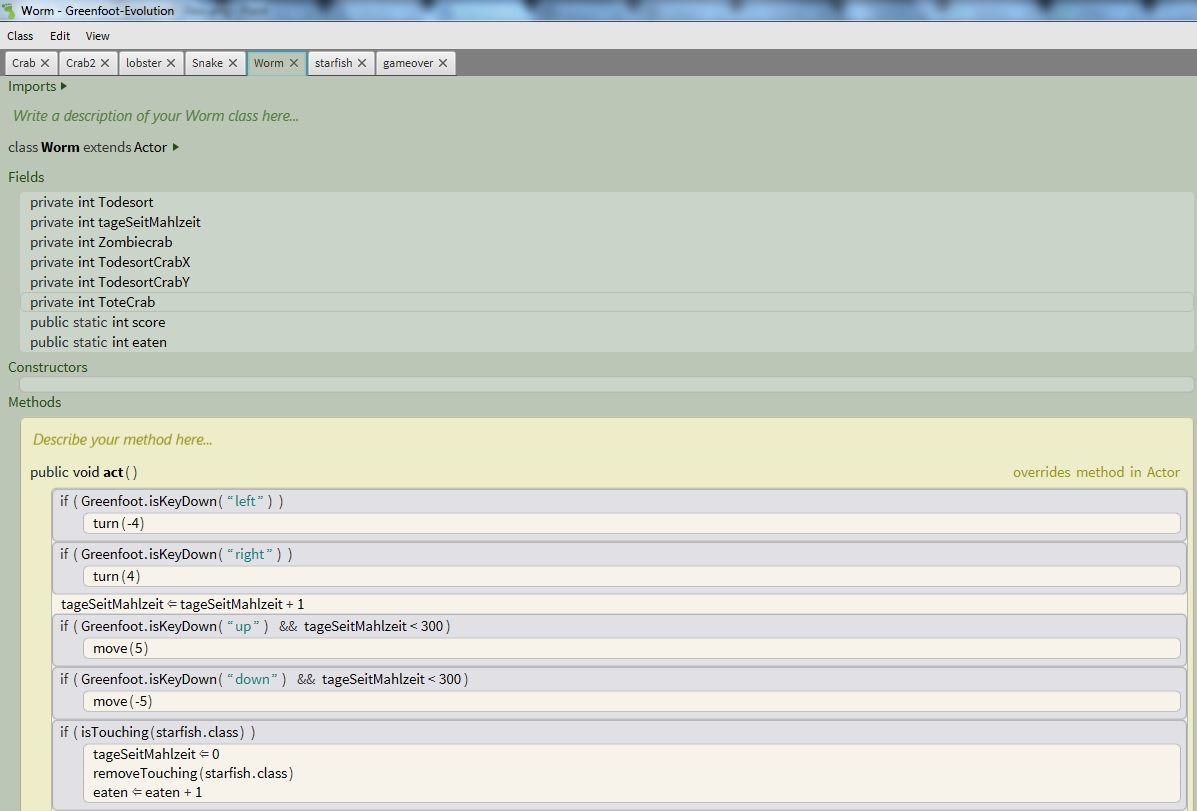 Worm - Greenfoot-Evolution
Class Edit View
Crab Crab2 lobster Snake Worm starfish gameover
Imports
Write a description of your Worm class here...
class Worm extends Actor
Fields
private int Todesort
private int tageSeitMahlzeit
private int Zombiecrab
private int TodesortCrabX
private int TodesortCrabY
private int ToteCrab
public static int score
public static int eaten
Constructors
Methods
Describe your method here...
public void act()
overrides method in Actor
if ( Greenfoot.isKeyDown( “left” ) )
turn(-4)
if ( Greenfoot.isKeyDown( “right” ) )
turn(4)
tageSeitMahlzeit ⇐ tageSeitMahlzeit + 1
if ( Greenfoot.isKeyDown( “up” ) && tageSeitMahlzeit < 300 )
move(5)
if ( Greenfoot.isKeyDown( “down” ) && tageSeitMahlzeit < 300 )
move(-5)
if ( isTouching(starfish.class) )
tageSeitMahlzeit ⇐ 0
removeTouching(starfish.class)
eaten ⇐ eaten + 1